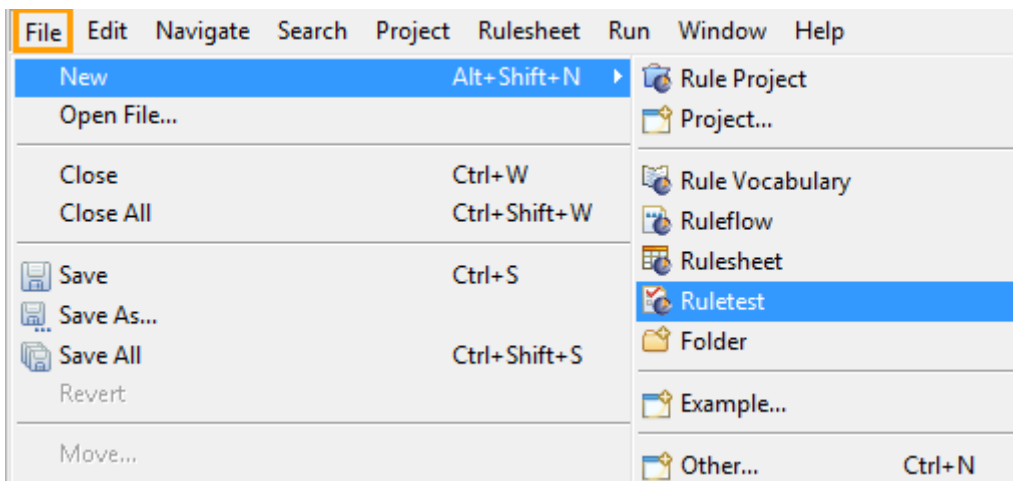 File Edit Navigate Search Project Rulesheet Run Window Help
New Alt+Shift+N
Open File...
Close Ctrl+W
Close All Ctrl+Shift+W
Save Ctrl+S
Save As...
Save All Ctrl+Shift+S
Revert
Move...
Rule Project
Project...
Rule Vocabulary
Ruleflow
Rulesheet
Ruletest
Folder
Example...
Other... Ctrl+N